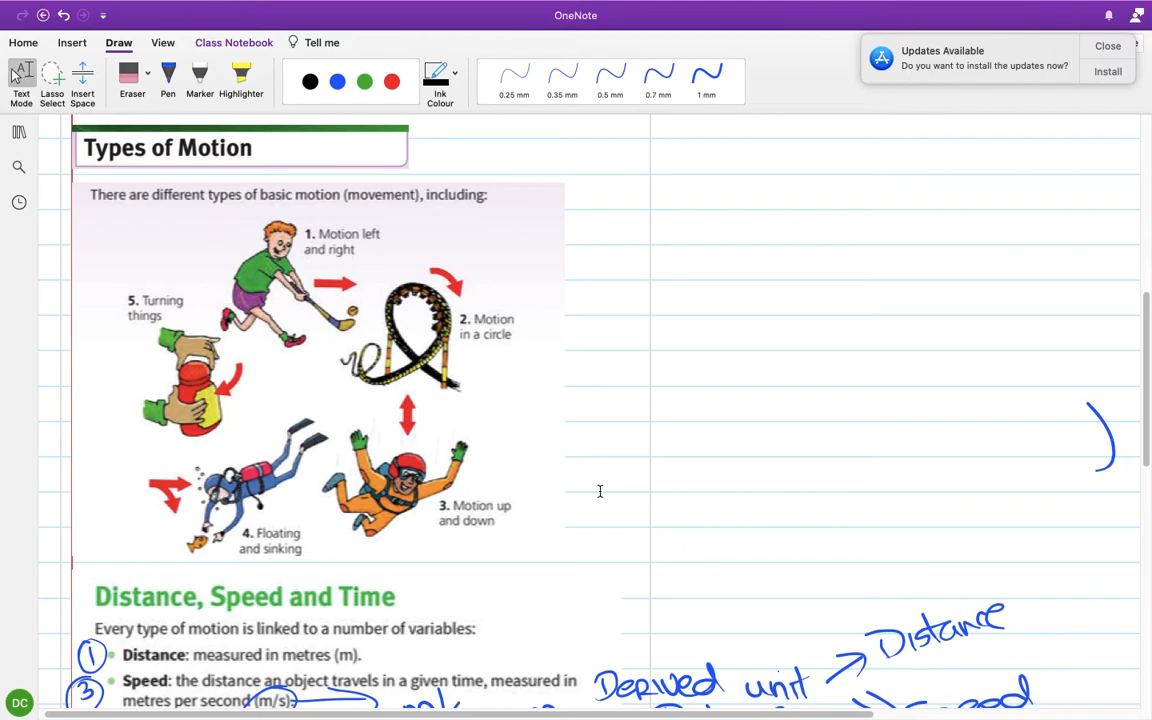 OneNote
Home Insert Draw View Class Notebook Tell me
Updates Available
Do you want to install the updates now?
Close
Install
Text Mode
Lasso Select
Insert Space
Eraser
Pen
Marker
Highlighter
Ink Colour
0.25 mm 0.35 mm 0.5 mm 0.7 mm 1 mm
Types of Motion
There are different types of basic motion (movement), including:
1. Motion left
and right
5. Turning
things
2. Motion
in a circle
3. Motion up
and down
4. Floating
and sinking
Distance, Speed and Time
Every type of motion is linked to a number of variables:
① • Distance: measured in metres (m).
③ • Speed: the distance an object travels in a given time, measured in
metres per second (m/s).
Distance
Derived unit
Speed
DC